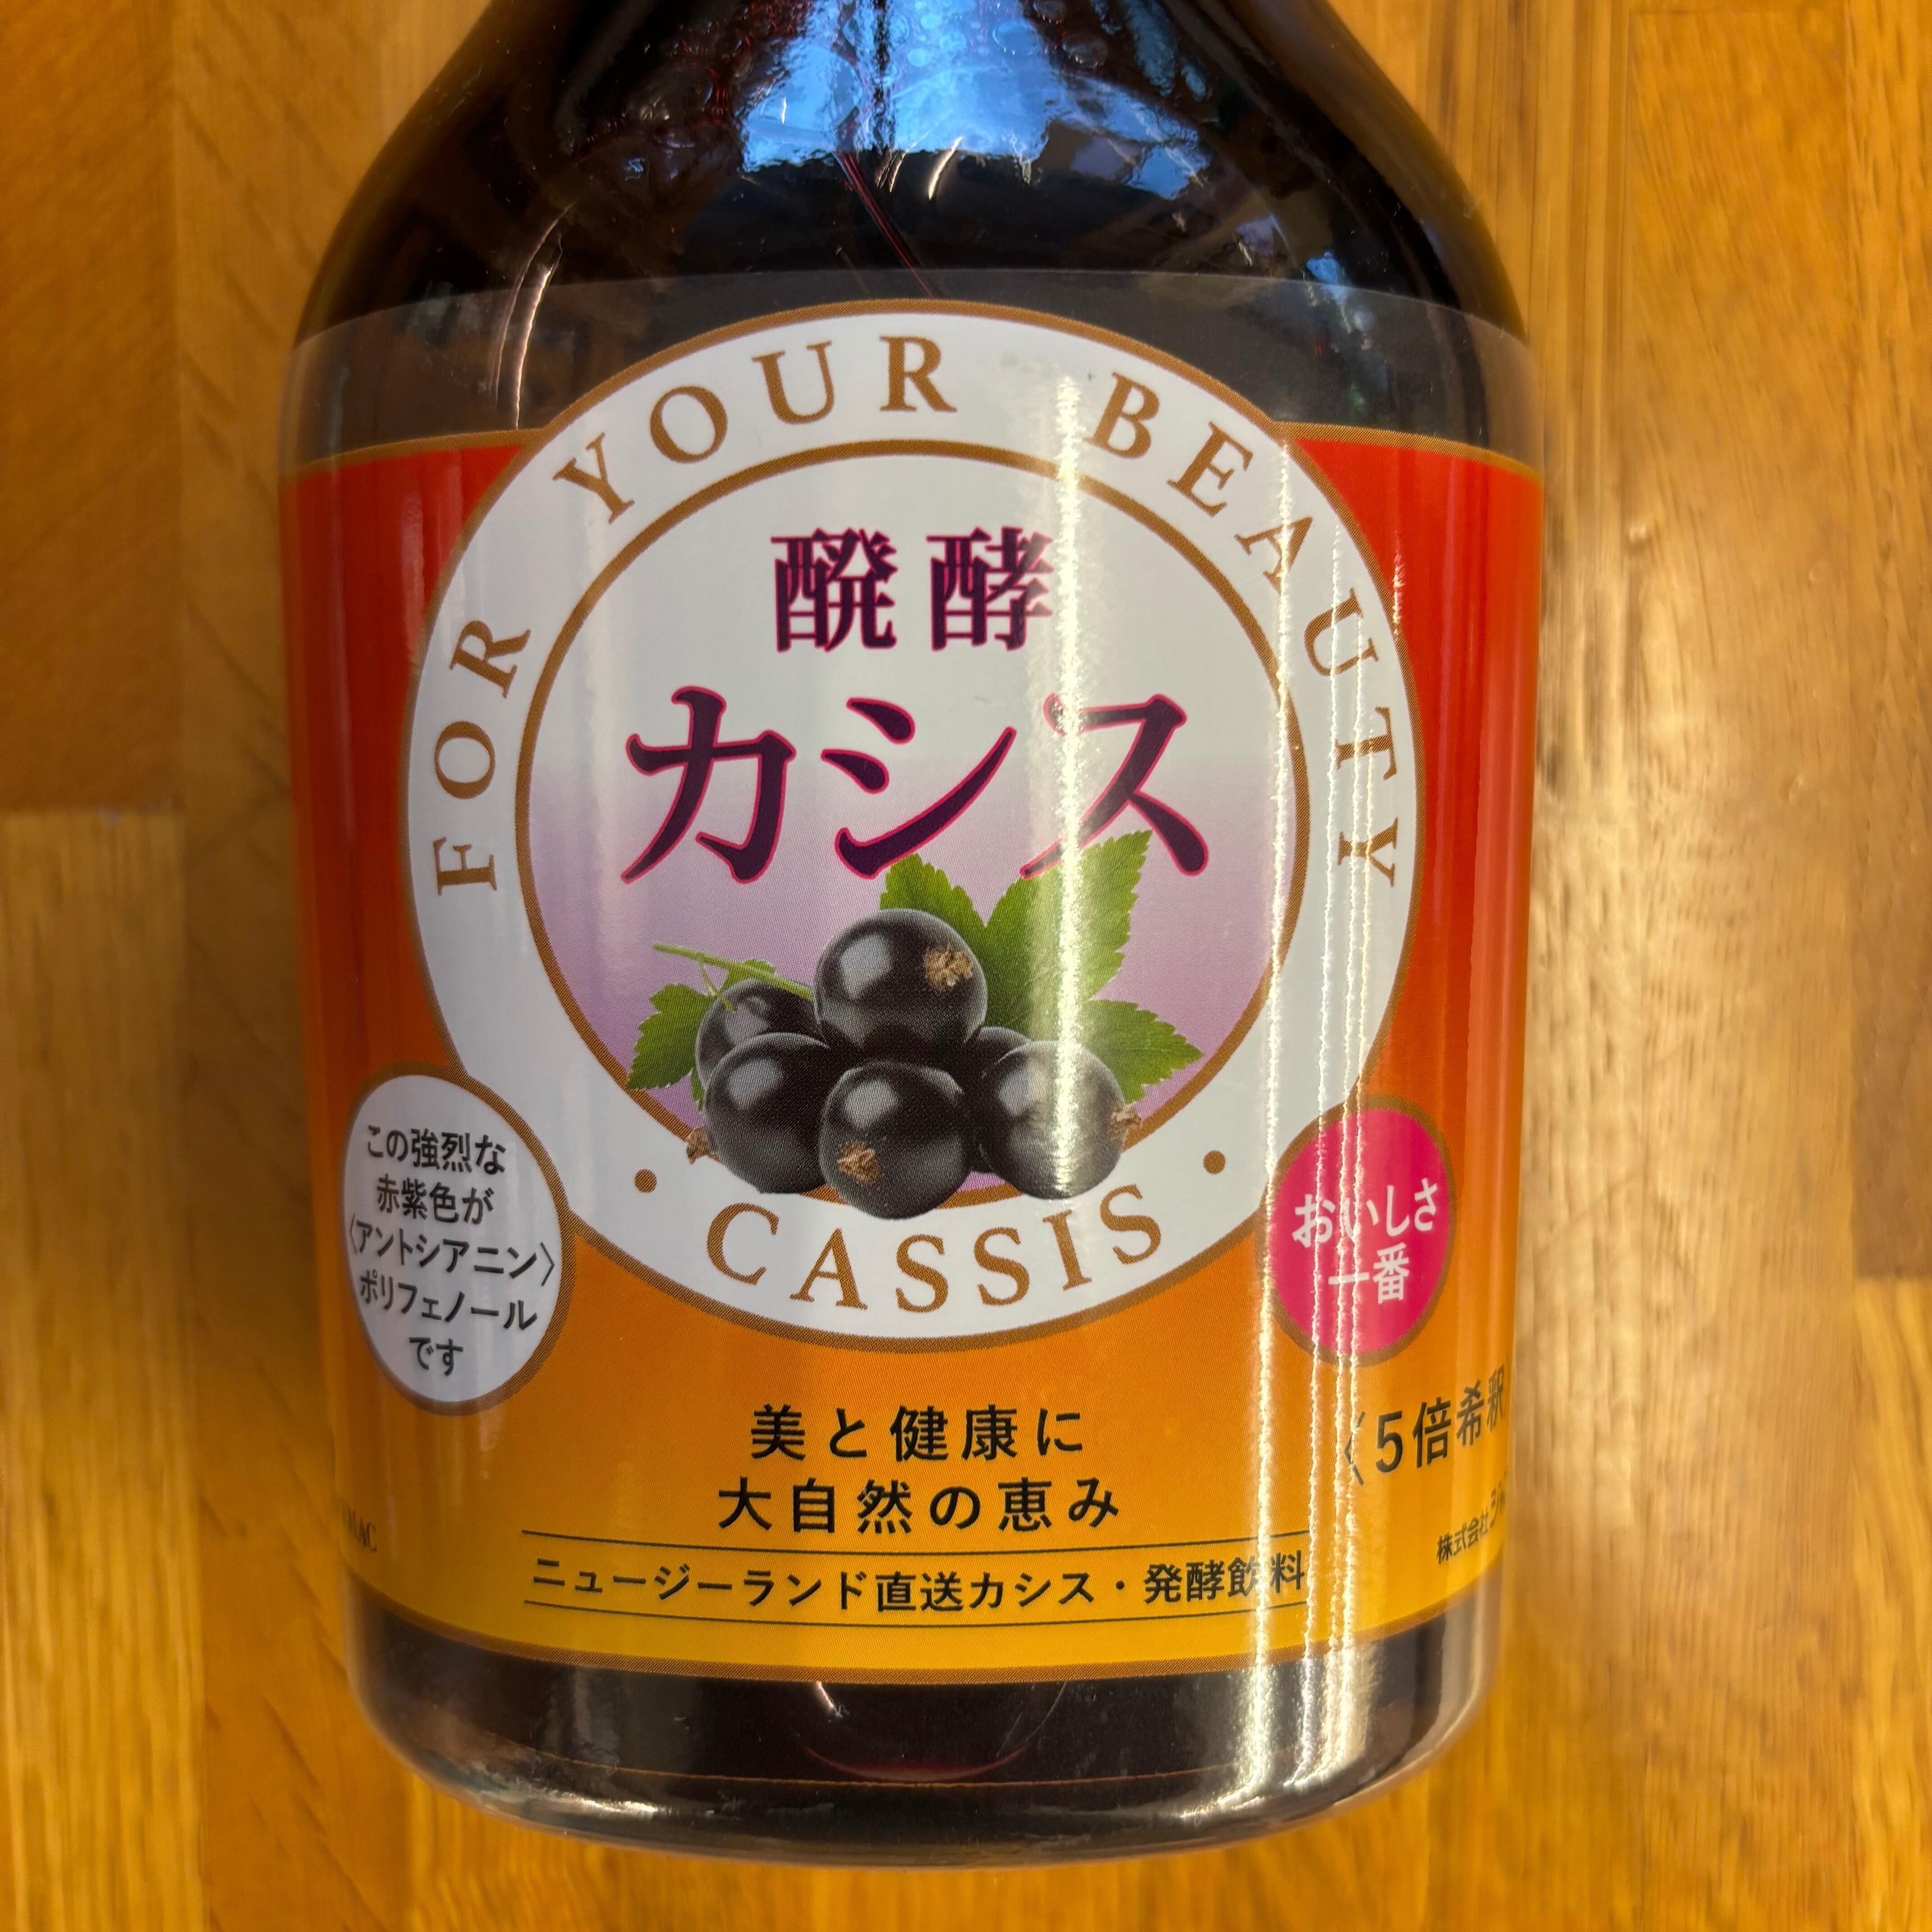 FOR YOUR BEAUTY
醗酵
カシス
・CASSIS・
この強烈な
赤紫色が
〈アントシアニン〉
ポリフェノール
です
おいしさ
一番
美と健康に
大自然の恵み
〈5倍希釈
株式会社
ニュージーランド直送カシス・発酵飲料